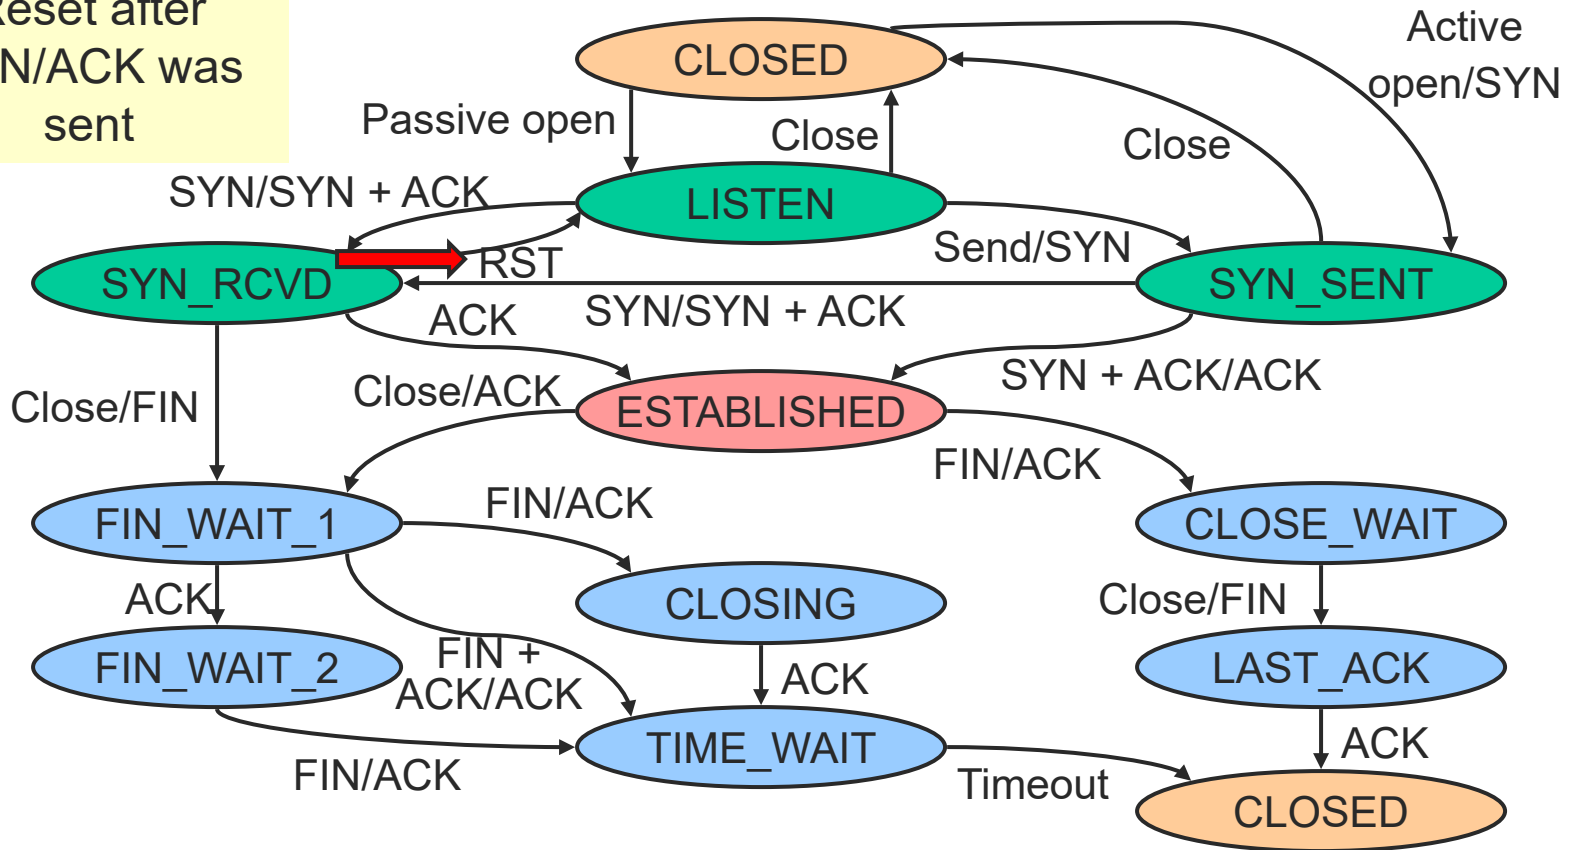 after
was
sent
CLOSED
Active
open/SYN
Passive open
Close
Close
SYN/SYN + ACK
LISTEN
Send/SYN
RST
SYN_RCVD
SYN_SENT
SYN/SYN + ACK
ACK
SYN + ACK/ACK
Close/ACK
ESTABLISHED
Close/FIN
FIN/ACK
FIN/ACK
FIN_WAIT_1
CLOSE_WAIT
ACK
CLOSING
Close/FIN
FIN_WAIT_2
FIN +
ACK/ACK
ACK
LAST_ACK
TIME_WAIT
ACK
FIN/ACK
Timeout
CLOSED